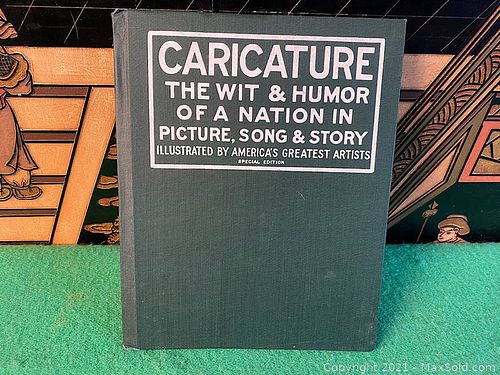 CARICATURE
THE WIT & HUMOR
OF A NATION IN
PICTURE, SONG & STORY
ILLUSTRATED BY AMERICA'S GREATEST ARTISTS
SPECIAL EDITION
Copyright 2021 - MaxSold.com